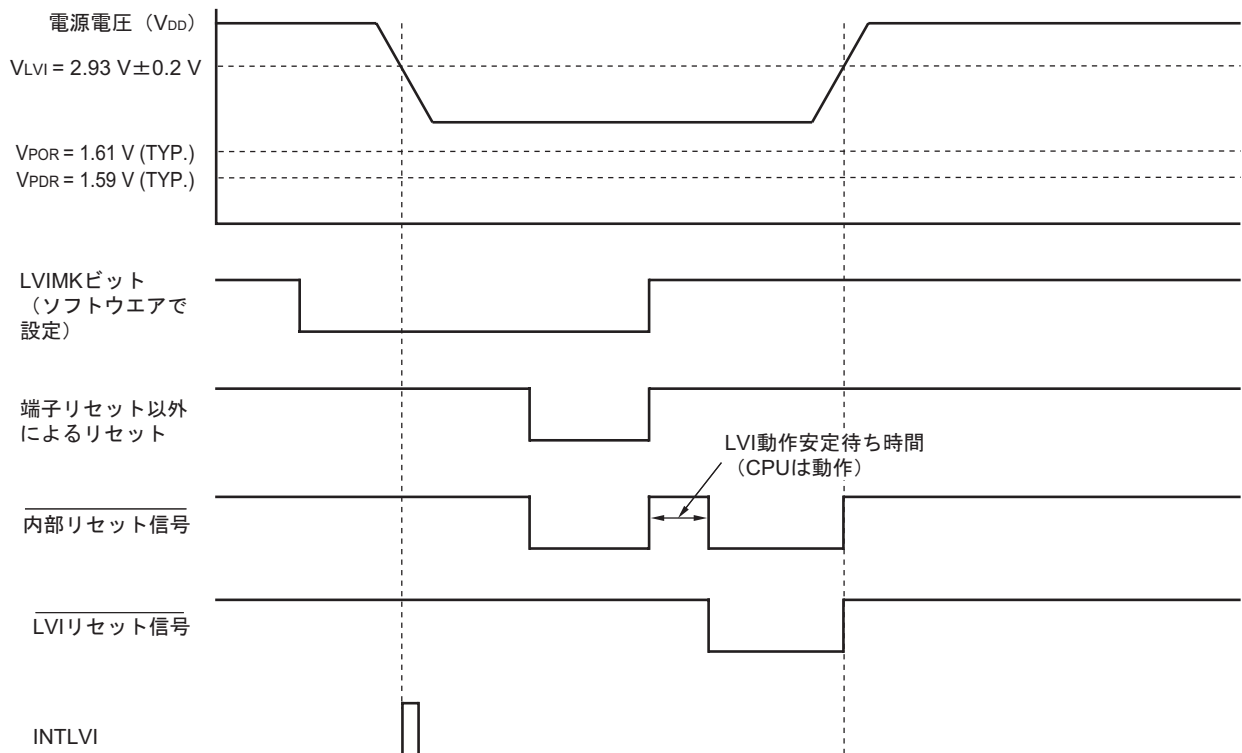 電源電圧（VDD）
VLVI = 2.93 V±0.2 V
VPOR = 1.61 V (TYP.)
VPDR = 1.59 V (TYP.)
LVIMKビット
（ソフトウエアで
設定）
端子リセット以外
によるリセット
LVI動作安定待ち時間
（CPUは動作）
内部リセット信号
LVIリセット信号
INTLVI